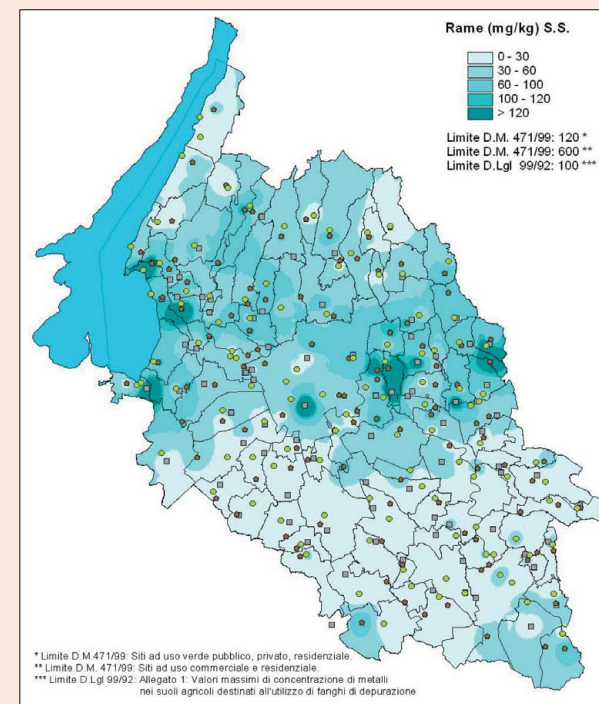 Rame (mg/kg) S.S.
0 - 30
30 - 60
60 - 100
100 - 120
> 120
Limite D.M. 471/99: 120 *
Limite D.M. 471/99: 600 **
Limite D.Lgl 99/92: 100 ***
* Limite D.M.471/99: Siti ad uso verde pubblico, privato, residenziale.
** Limite D.M. 471/99: Siti ad uso commerciale e residenziale.
*** Limite D.Lgl 99/92: Allegato 1: Valori massimi di concentrazione di metalli
nei suoli agricoli destinati all'utilizzo di fanghi di depurazione